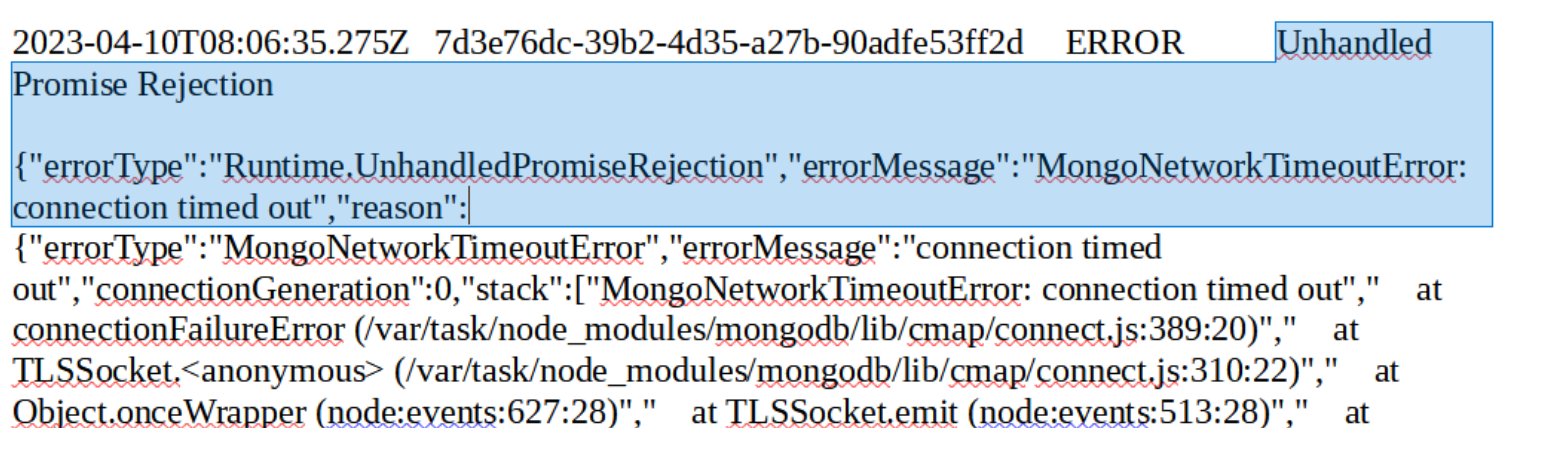 2023-04-10T08:06:35.275Z 7d3e76dc-39b2-4d35-a27b-90adfe53ff2d ERROR Unhandled
Promise Rejection
{"errorType":"Runtime.UnhandledPromiseRejection","errorMessage":"MongoNetworkTimeoutError:
connection timed out","reason":
{"errorType":"MongoNetworkTimeoutError","errorMessage":"connection timed
out","connectionGeneration":0,"stack":["MongoNetworkTimeoutError: connection timed out"," at
connectionFailureError (/var/task/node_modules/mongodb/lib/cmap/connect.js:389:20)"," at
TLSSocket.<anonymous> (/var/task/node_modules/mongodb/lib/cmap/connect.js:310:22)"," at
Object.onceWrapper (node:events:627:28)"," at TLSSocket.emit (node:events:513:28)"," at